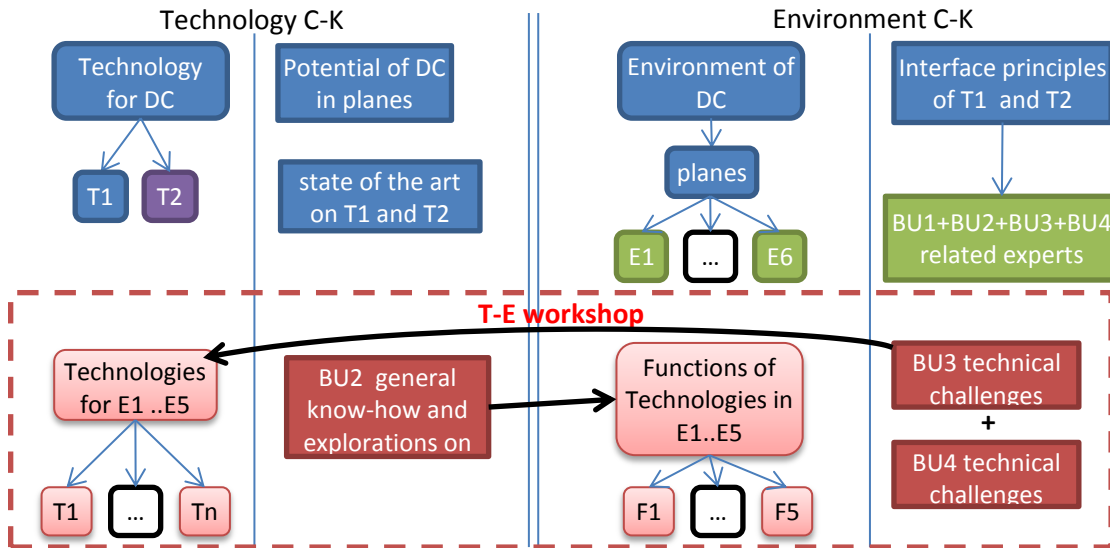 Technology C-K
Environment C-K
Technology
for DC
Potential of DC
in planes
Environment of
DC
Interface principles
of T1 and T2
T1
T2
state of the art
on T1 and T2
planes
E1
...
E6
BU1+BU2+BU3+BU4
related experts
T-E workshop
Technologies
for E1 ..E5
BU2 general
know-how and
explorations on
Functions of
Technologies in
E1..E5
BU3 technical
challenges
+
BU4 technical
challenges
T1
...
Tn
F1
...
F5